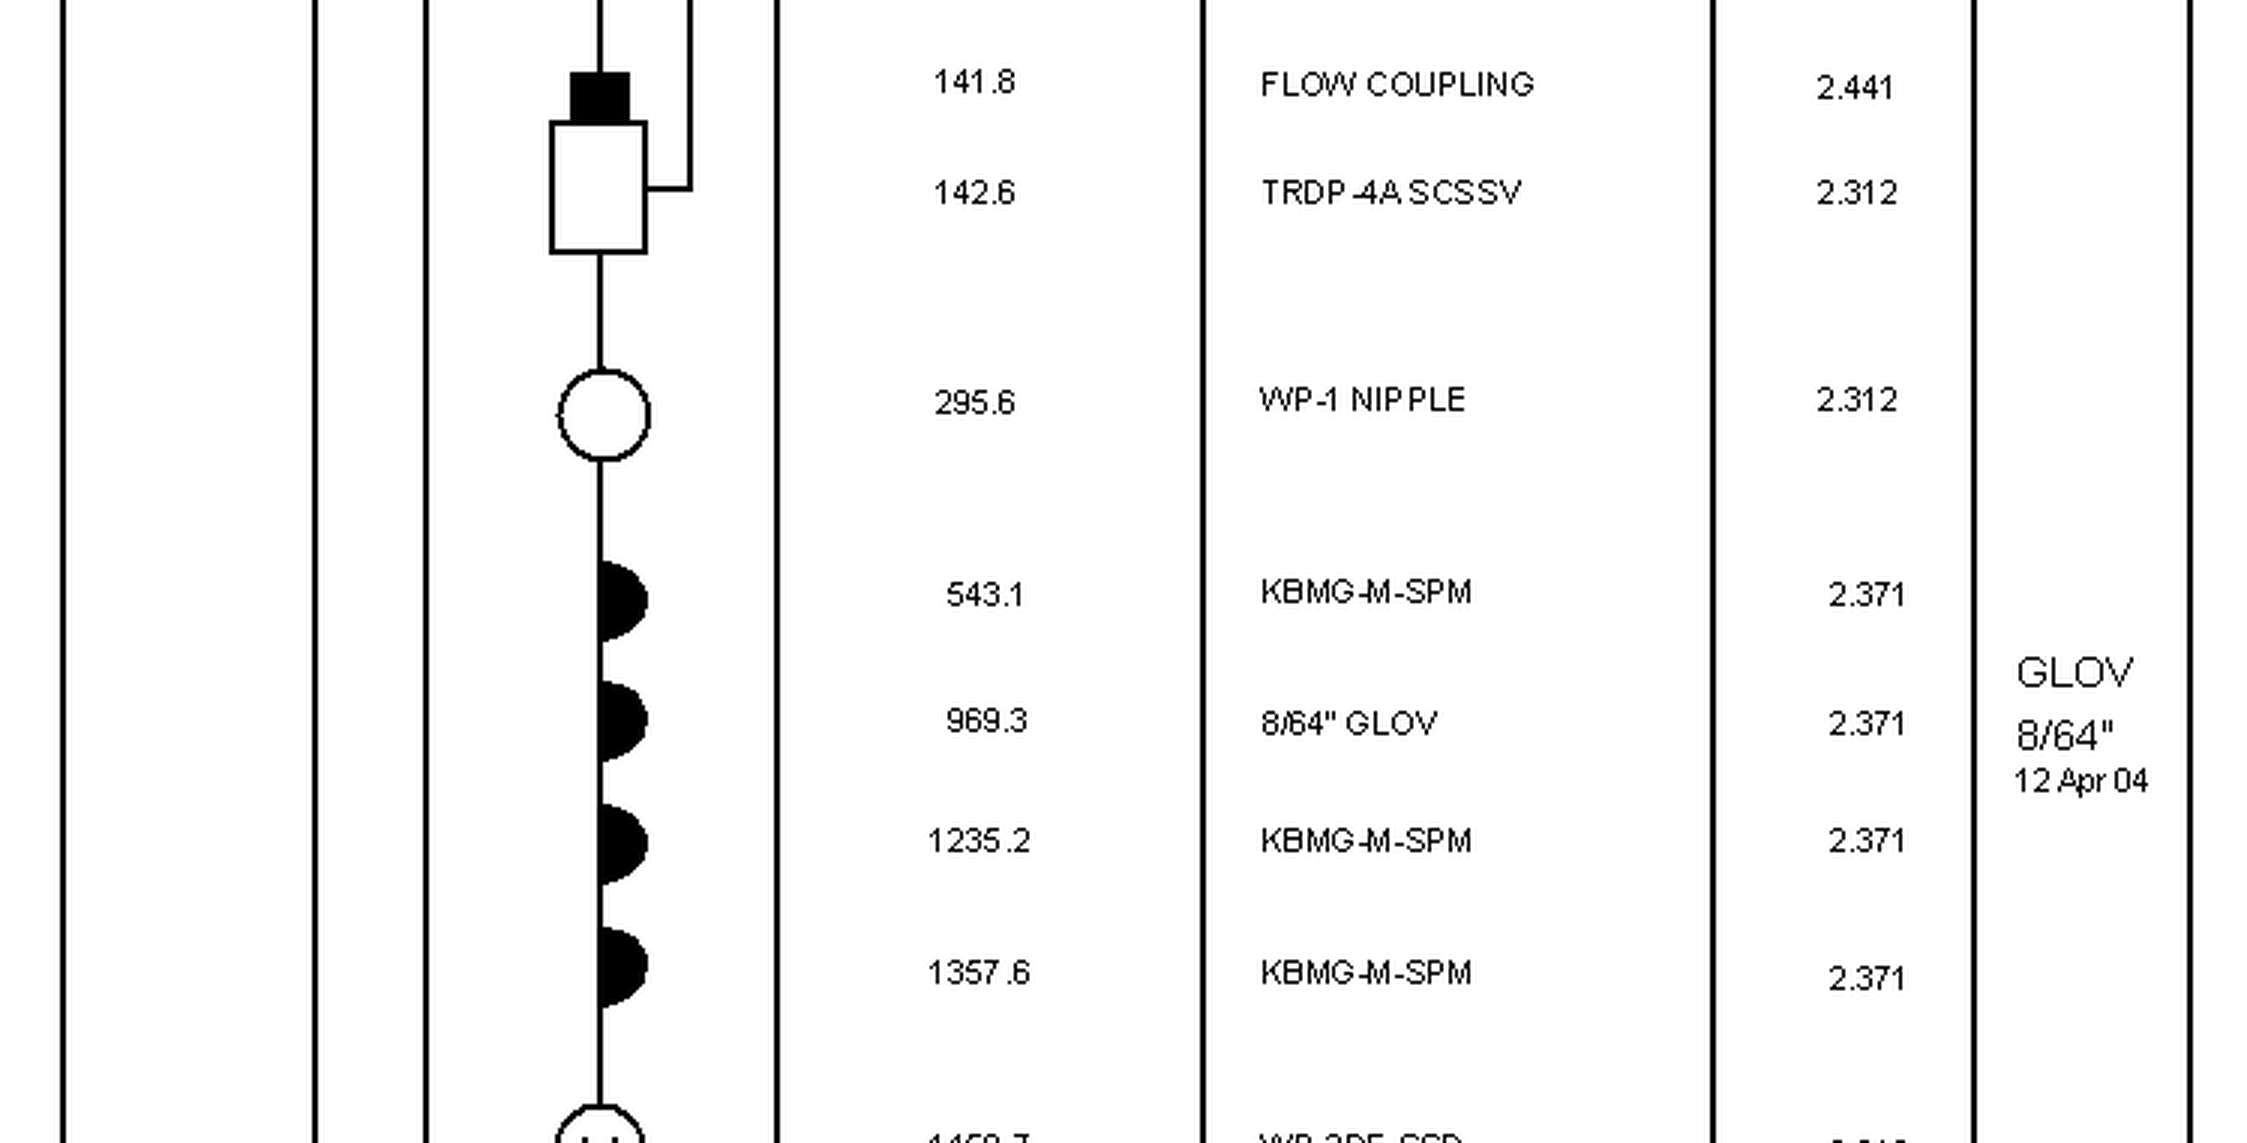 141.8 FLOW COUPLING 2.441
142.6 TRDP-4A SCSSV 2.312
295.6 WP-1 NIPPLE 2.312
543.1 KBMG-M-SPM 2.371
GLOV
969.3 8/64" GLOV 2.371
8/64"
12 Apr 04
1235.2 KBMG-M-SPM 2.371
1357.6 KBMG-M-SPM 2.371